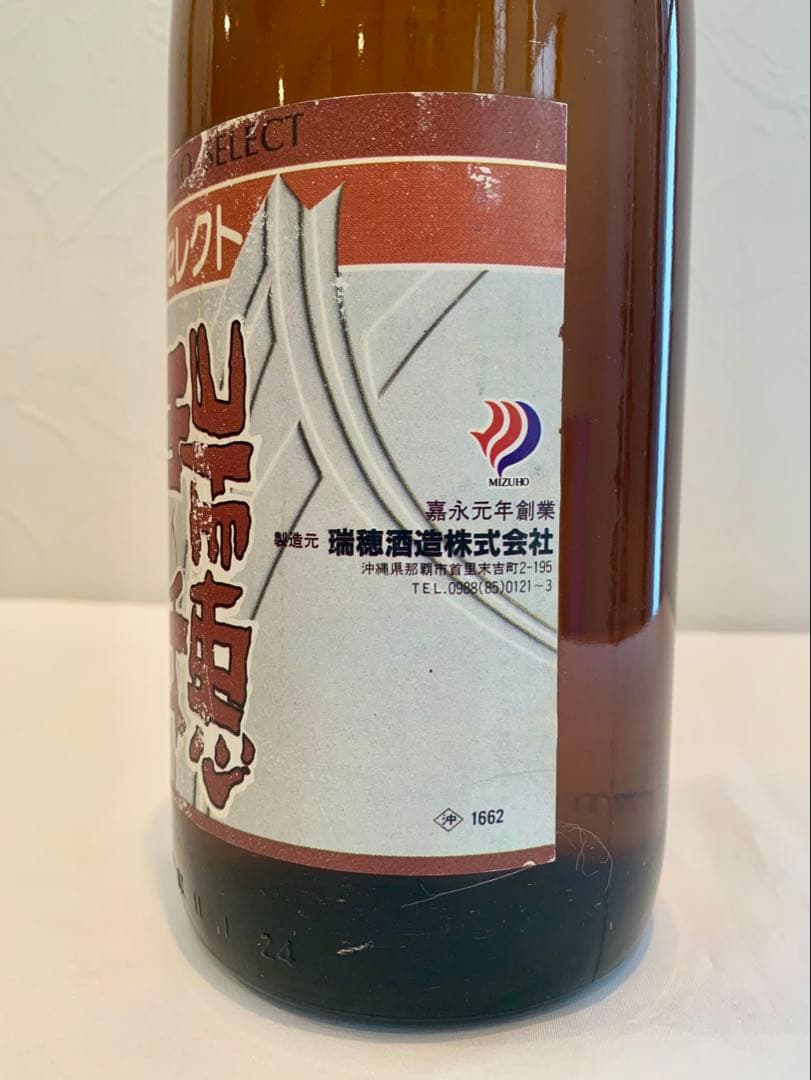 HO SELECT
セレクト
瑞穂
MIZUHO
嘉永元年創業
製造元 瑞穂酒造株式会社
沖縄県那覇市首里末吉町2-195
TEL.0988(85)0121~3
沖 1662
24